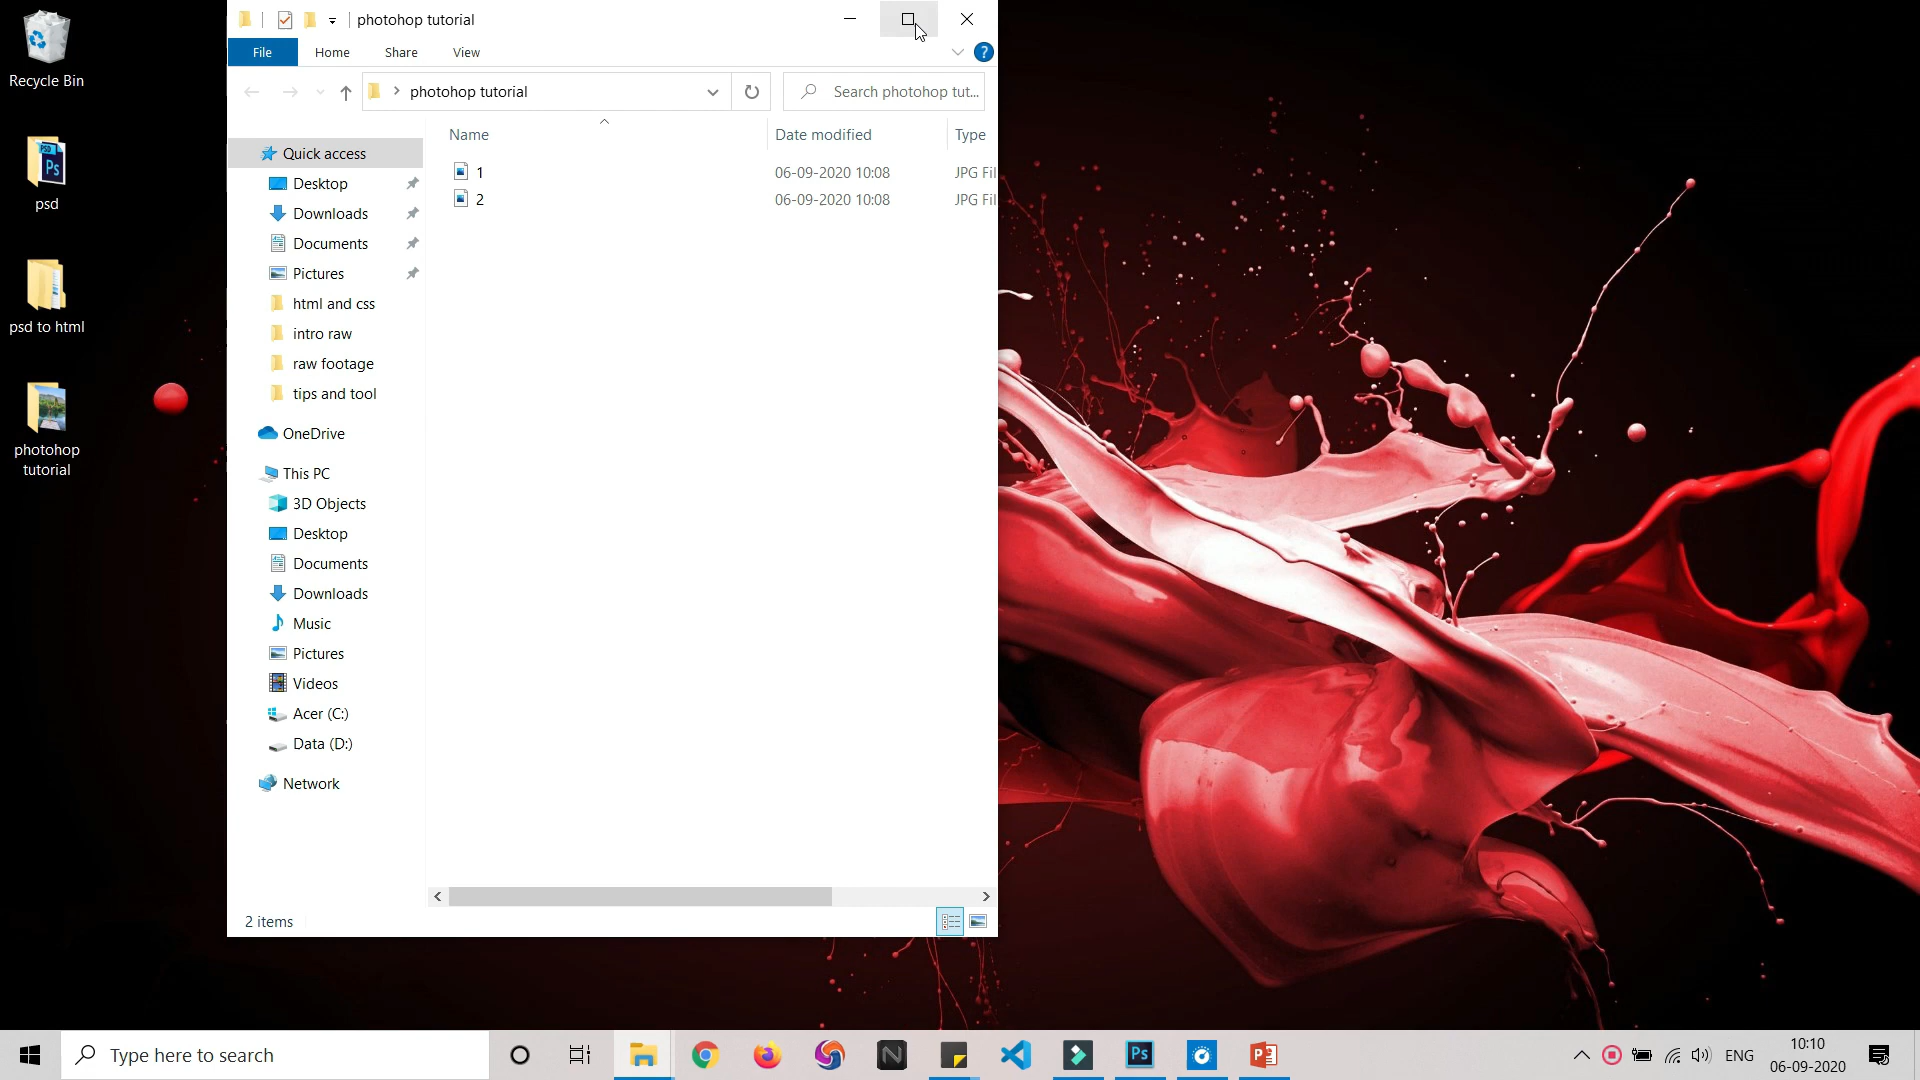 Recycle Bin
psd
psd to html
photohop
tutorial
photohop tutorial
File Home Share View
photohop tutorial
Search photohop tut...
Name Date modified Type
1 06-09-2020 10:08 JPG Fil
2 06-09-2020 10:08 JPG Fil
Quick access
Desktop
Downloads
Documents
Pictures
html and css
intro raw
raw footage
tips and tool
OneDrive
This PC
3D Objects
Desktop
Documents
Downloads
Music
Pictures
Videos
Acer (C:)
Data (D:)
Network
2 items
Type here to search
ENG
10:10
06-09-2020